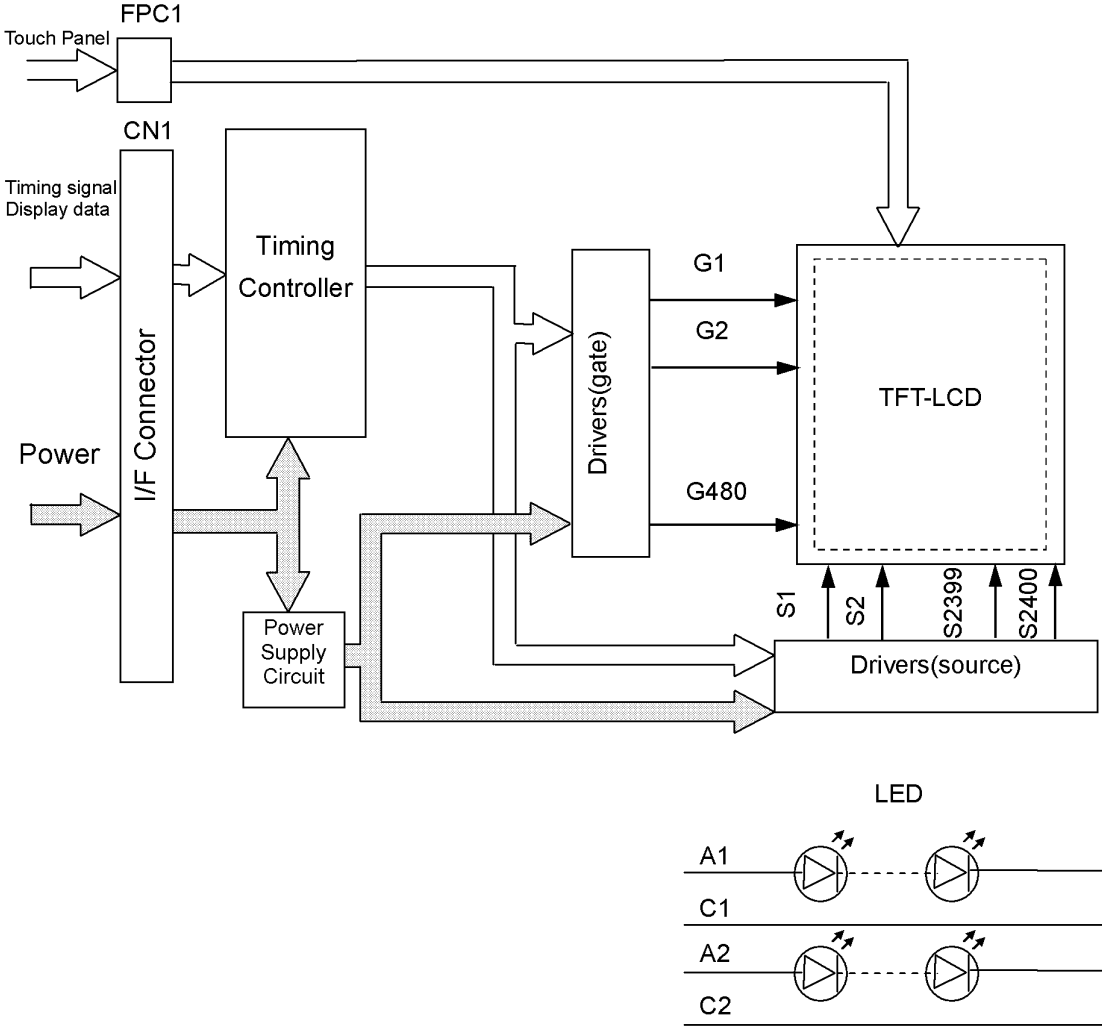 FPC1
Touch Panel
CN1
Timing signal
Display data
Timing
Controller
I/F Connector
Power
Drivers(gate)
G1
G2
G480
TFT-LCD
S1
S2
S2399
S2400
Power
Supply
Circuit
Drivers(source)
LED
A1
C1
A2
C2